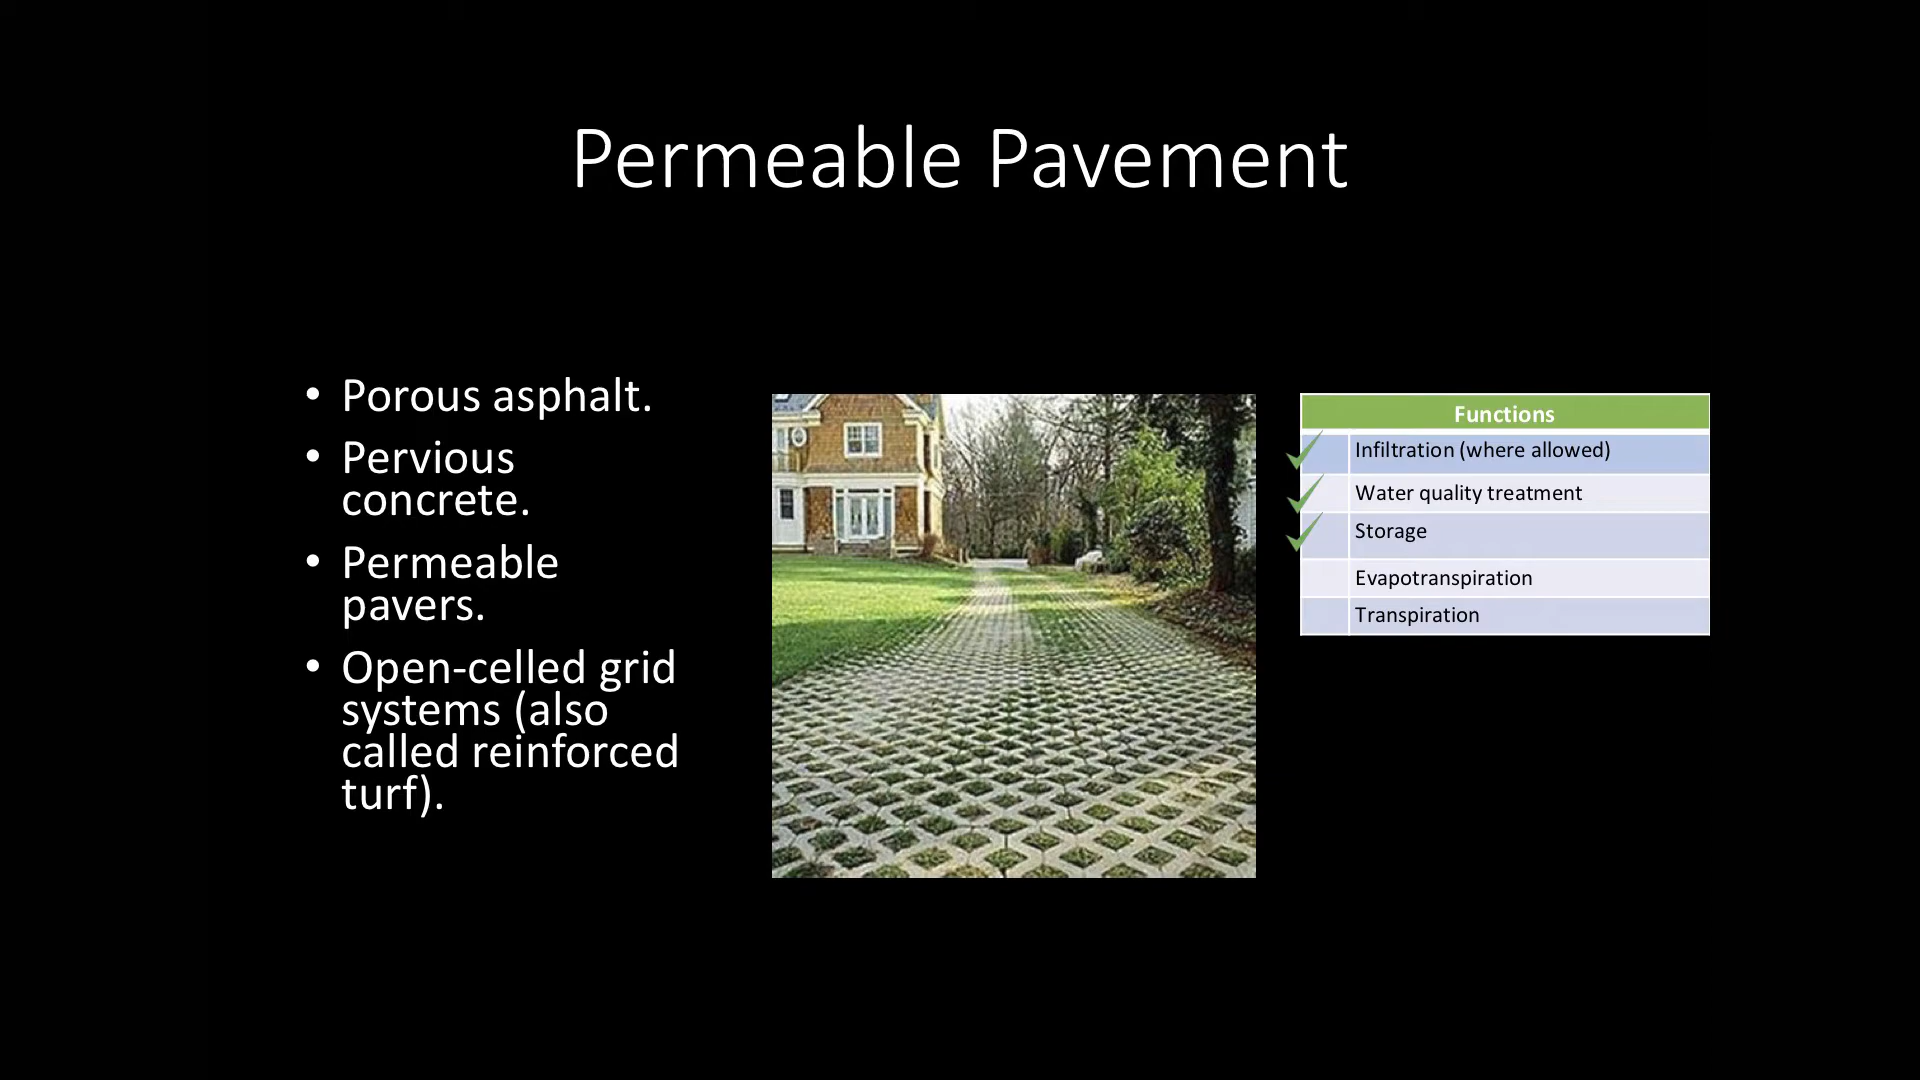 Permeable Pavement
• Porous asphalt.
• Pervious
concrete.
• Permeable
pavers.
• Open-celled grid
systems (also
called reinforced
turf).
Functions
Infiltration (where allowed)
Water quality treatment
Storage
Evapotranspiration
Transpiration